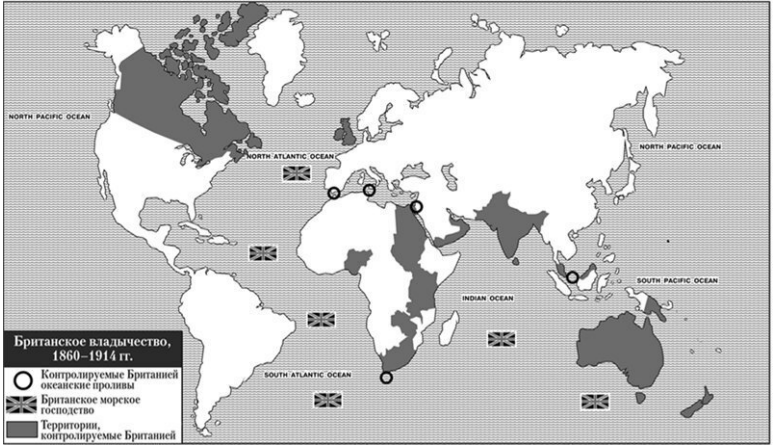 NORTH PACIFIC OCEAN
NORTH ATLANTIC OCEAN
NORTH PACIFIC OCEAN
SOUTH PACIFIC OCEAN
INDIAN OCEAN
SOUTH ATLANTIC OCEAN
Британское владычество,
1860–1914 гг.
Контролируемые Британией
океанские проливы
Британское морское
господство
Территории,
контролируемые Британией